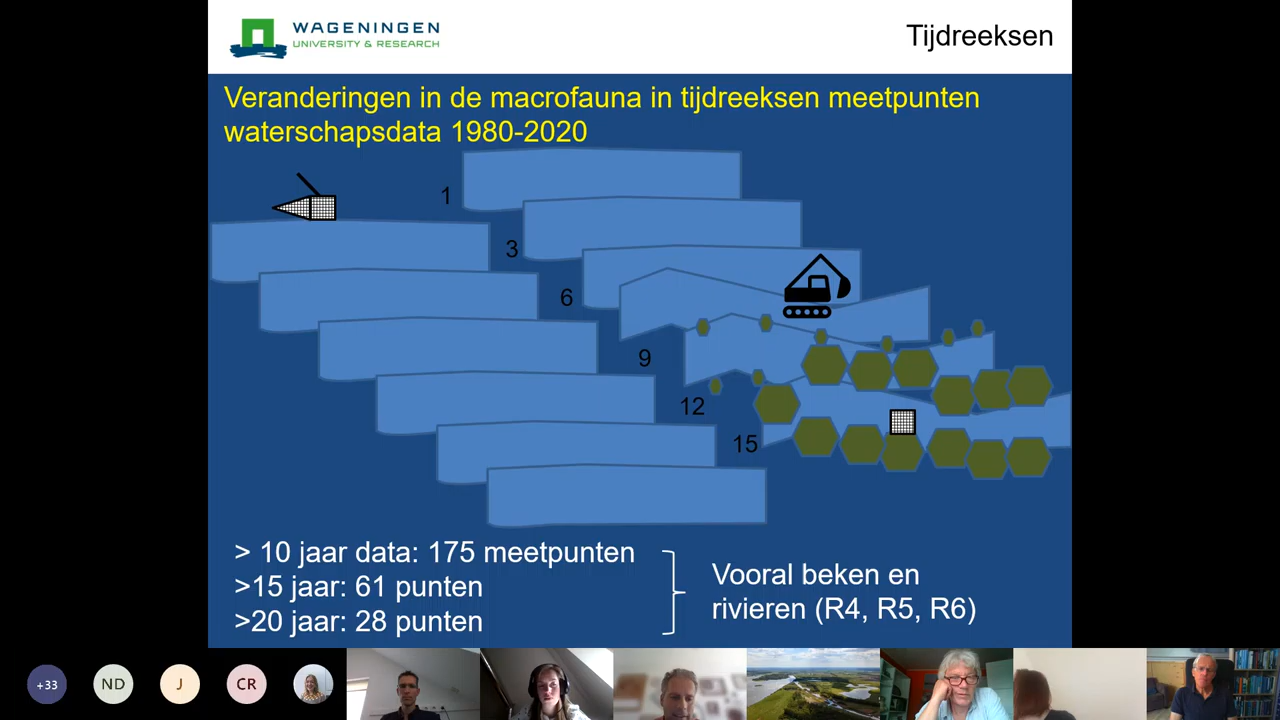 WAGENINGEN
UNIVERSITY & RESEARCH
Tijdreeksen
Veranderingen in de macrofauna in tijdreeksen meetpunten
waterschapsdata 1980-2020
1
3
6
9
12
15
> 10 jaar data: 175 meetpunten
>15 jaar: 61 punten
>20 jaar: 28 punten
Vooral beken en
rivieren (R4, R5, R6)
+33
ND
J
CR